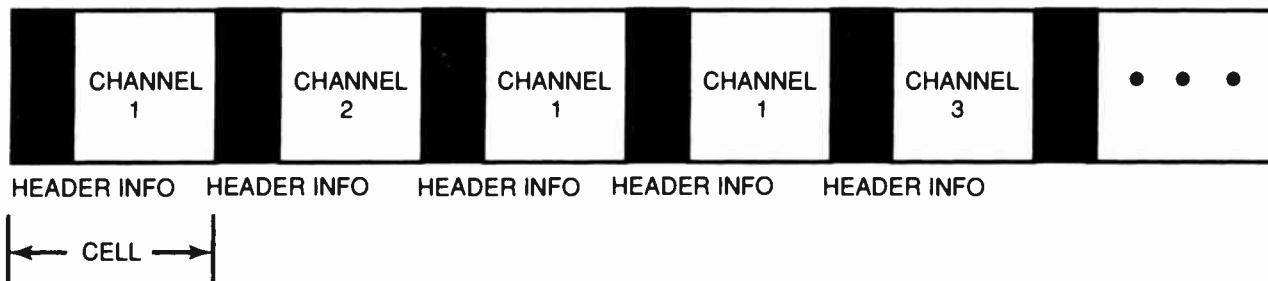 CHANNEL 1
CHANNEL 2
CHANNEL 1
CHANNEL 1
CHANNEL 3
• • •
HEADER INFO HEADER INFO HEADER INFO HEADER INFO HEADER INFO
CELL